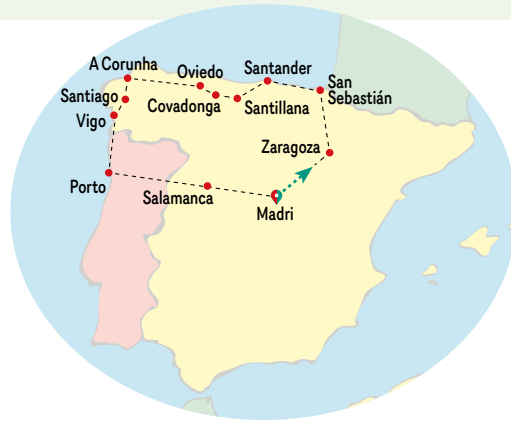 A Corunha
Oviedo
Santander
San
Sebastián
Santiago
Covadonga
Santillana
Vigo
Zaragoza
Porto
Salamanca
Madri